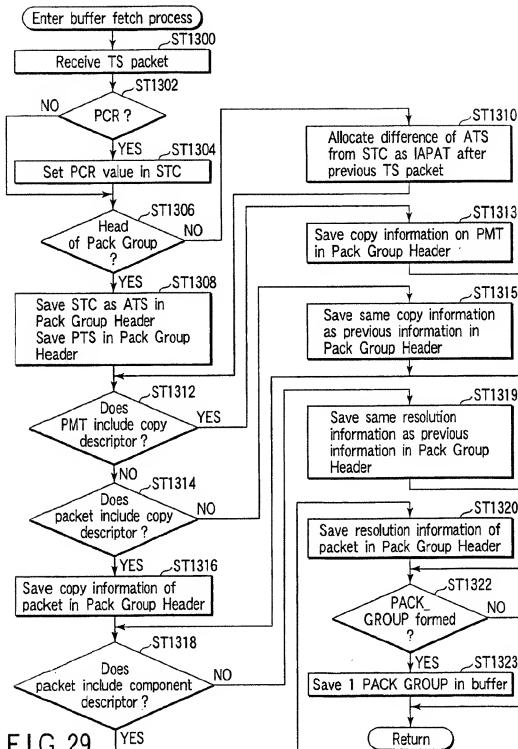 Enter buffer fetch process
ST1300
Receive TS packet
ST1302
PCR ?
NO
YES
ST1304
Set PCR value in STC
ST1306
Head
of Pack Group
?
NO
YES
ST1308
Save STC as ATS in
Pack Group Header
Save PTS in Pack Group
Header
ST1312
Does
PMT include copy
descriptor ?
YES
NO
ST1314
Does
packet include copy
descriptor ?
NO
YES
ST1316
Save copy information of
packet in Pack Group Header
ST1318
Does
packet include component
descriptor ?
NO
YES
ST1310
Allocate difference of ATS
from STC as IAPAT after
previous TS packet
ST1313
Save copy information on PMT
in Pack Group Header
ST1315
Save same copy information
as previous information in
Pack Group Header
ST1319
Save same resolution
information as previous
information in Pack Group
Header
ST1320
Save resolution information of
packet in Pack Group Header
ST1322
PACK_
GROUP formed
?
NO
YES
ST1323
Save 1 PACK GROUP in buffer
Return
FIG. 29